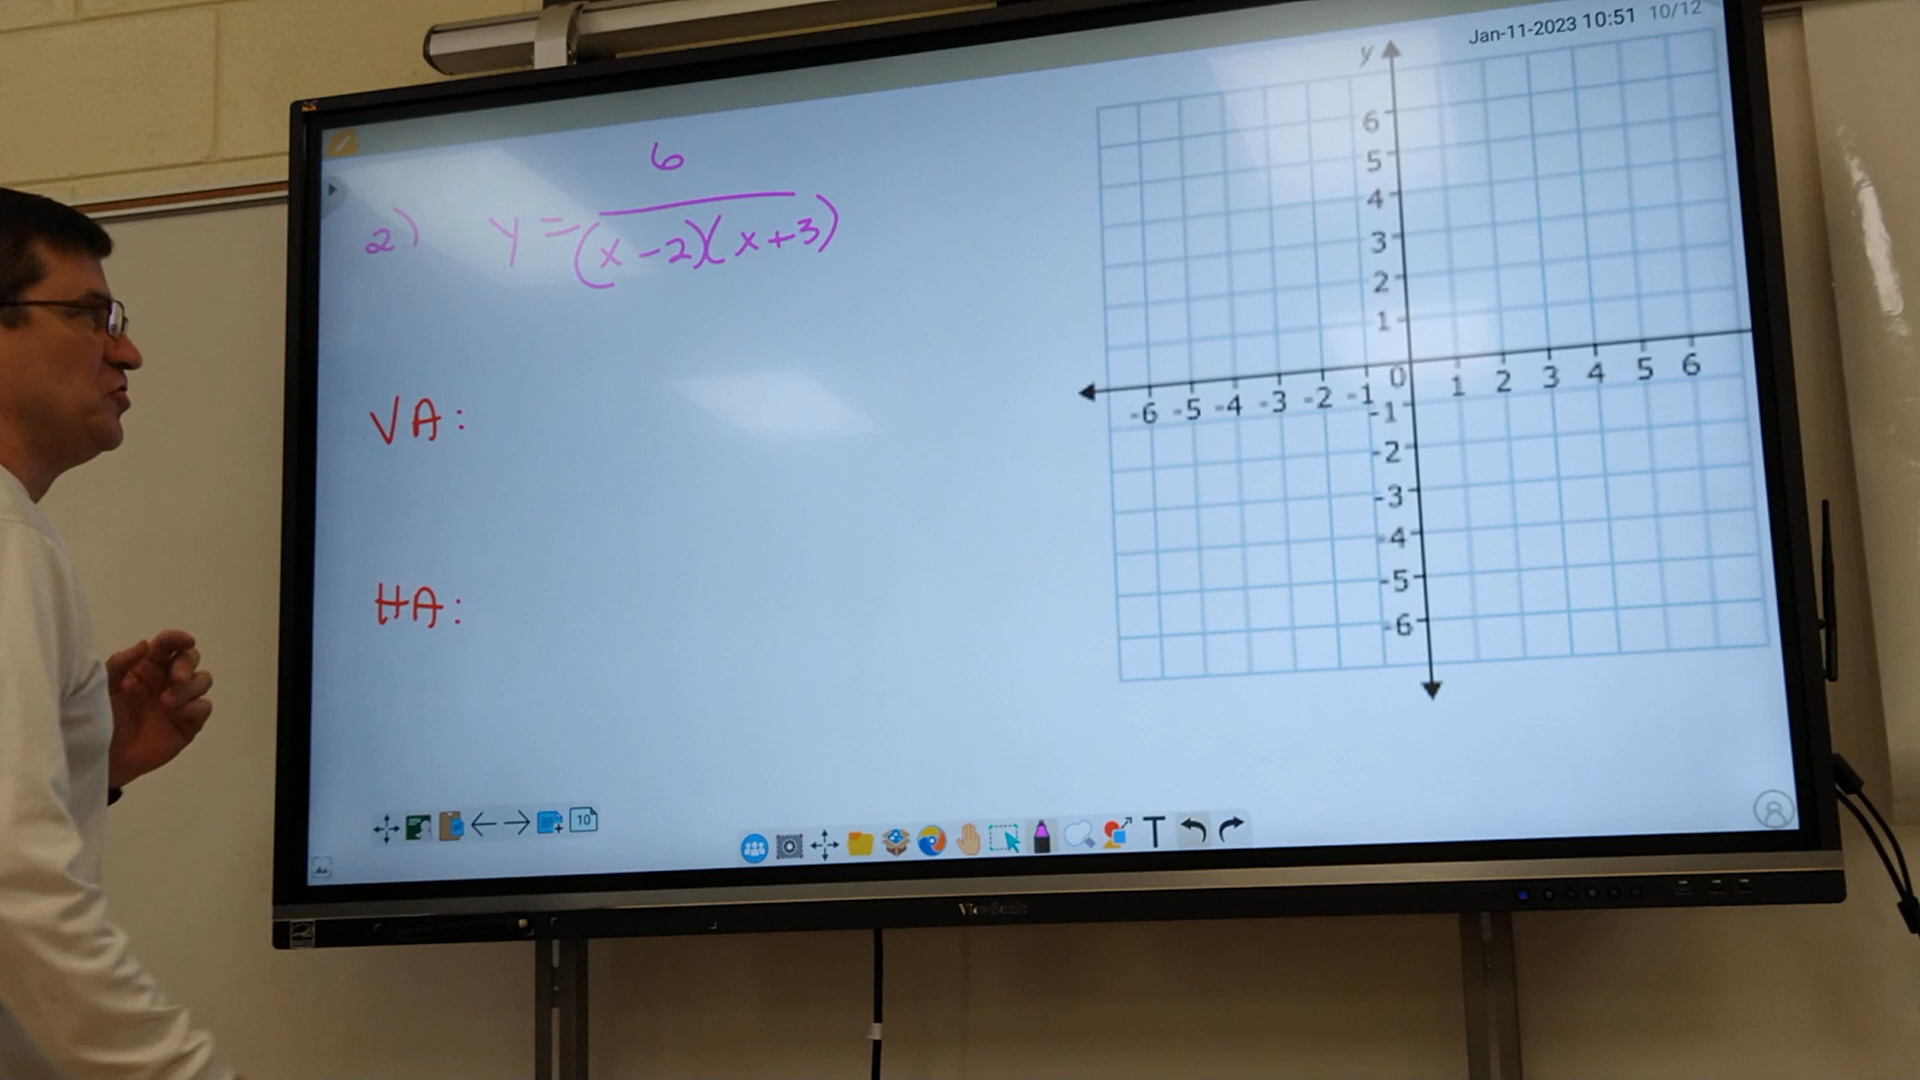 Jan-11-2023 10:51 10/12
6
2) y = (x-2)(x+3)
VA:
HA:
y
6
5
4
3
2
1
-6 -5 -4 -3 -2 -1 0 1 2 3 4 5 6
-1
-2
-3
-4
-5
-6
10
T
ViewSonic